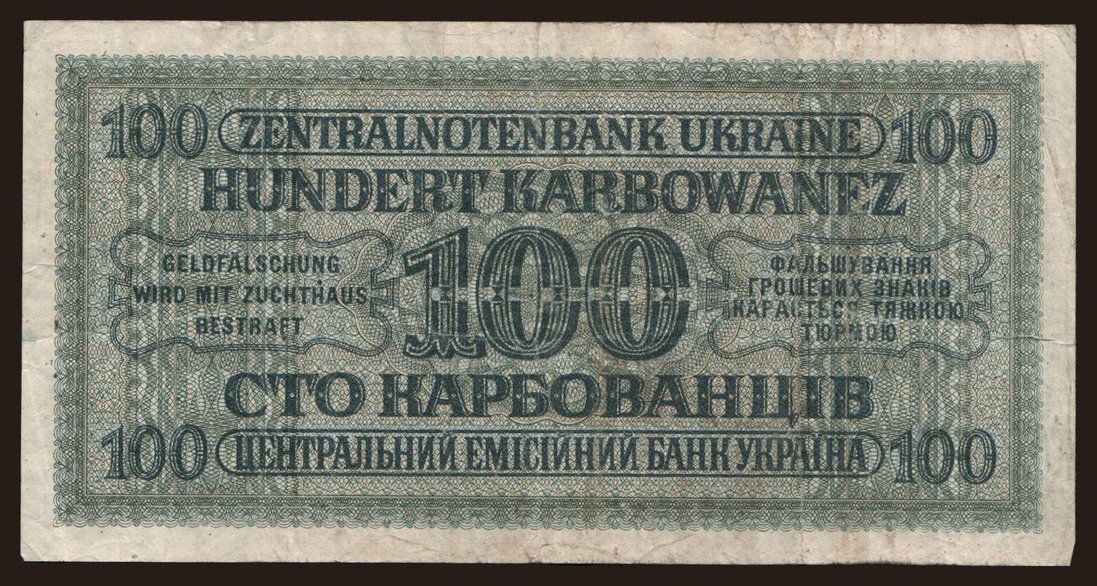 100 ZENTRALNOTENBANK UKRAINE 100
HUNDERT KARBOWANEZ
GELDFÄLSCHUNG
WIRD MIT ZUCHTHAUS
BESTRAFT
100
ФАЛЬШУВАННЯ
ГРОШЕВИХ ЗНАКІВ
КАРАЄТЬСЯ ТЯЖКОЮ
ТЮРМОЮ
СТО КАРБОВАНЦІВ
100 ЦЕНТРАЛЬНИЙ ЕМІСІЙНИЙ БАНК УКРАЇНА 100